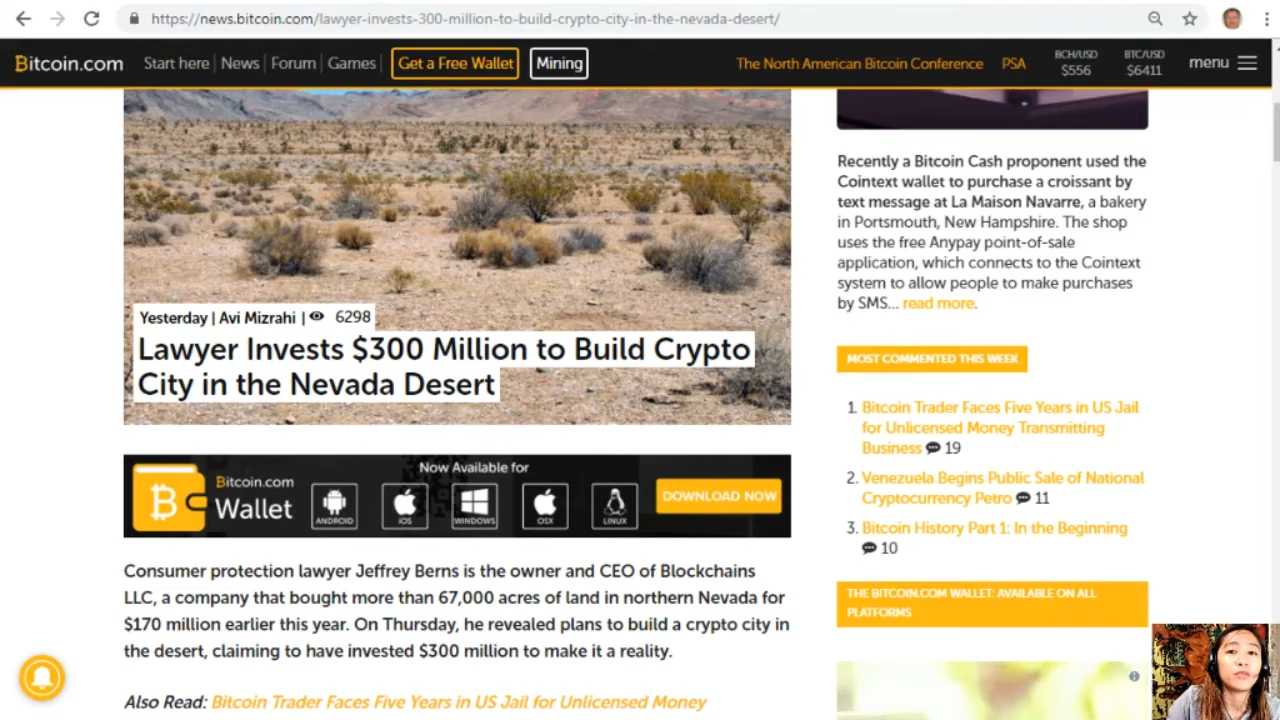 https://news.bitcoin.com/lawyer-invests-300-million-to-build-crypto-city-in-the-nevada-desert/
Bitcoin.com Start here News Forum Games Get a Free Wallet Mining The North American Bitcoin Conference PSA BCH/USD $556 BTC/USD $6411 menu
Yesterday | Avi Mizrahi | 6298
Lawyer Invests $300 Million to Build Crypto
City in the Nevada Desert
Bitcoin.com
Wallet
Now Available for
ANDROID iOS WINDOWS OSX LINUX
DOWNLOAD NOW
Consumer protection lawyer Jeffrey Berns is the owner and CEO of Blockchains
LLC, a company that bought more than 67,000 acres of land in northern Nevada for
$170 million earlier this year. On Thursday, he revealed plans to build a crypto city in
the desert, claiming to have invested $300 million to make it a reality.
Also Read: Bitcoin Trader Faces Five Years in US Jail for Unlicensed Money
Recently a Bitcoin Cash proponent used the
Cointext wallet to purchase a croissant by
text message at La Maison Navarre, a bakery
in Portsmouth, New Hampshire. The shop
uses the free Anypay point-of-sale
application, which connects to the Cointext
system to allow people to make purchases
by SMS... read more.
MOST COMMENTED THIS WEEK
1. Bitcoin Trader Faces Five Years in US Jail
for Unlicensed Money Transmitting
Business 19
2. Venezuela Begins Public Sale of National
Cryptocurrency Petro 11
3. Bitcoin History Part 1: In the Beginning
10
THE BITCOIN.COM WALLET: AVAILABLE ON ALL
PLATFORMS